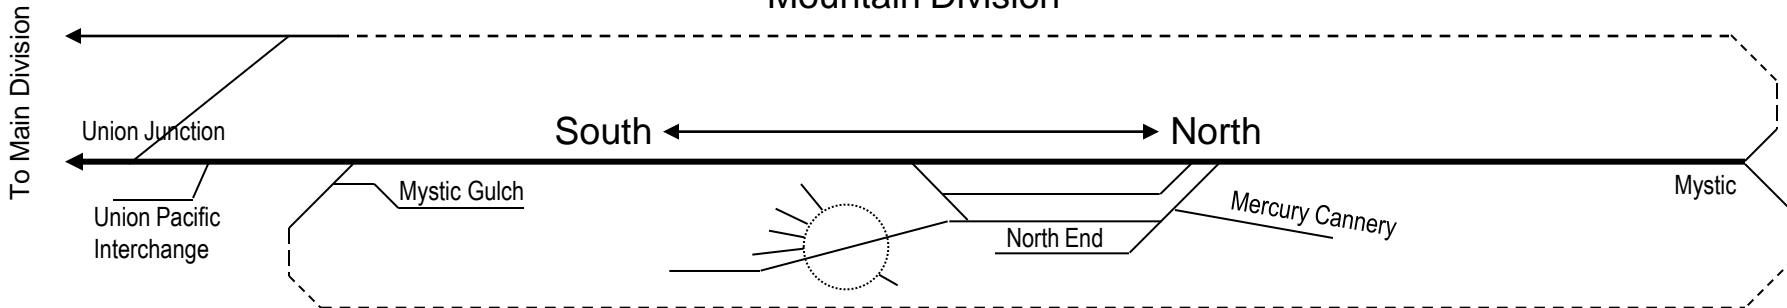 Mountain Division
To Main Division
Union Junction
South
North
Mystic Gulch
Mystic
Union Pacific
Interchange
Mercury Cannery
North End